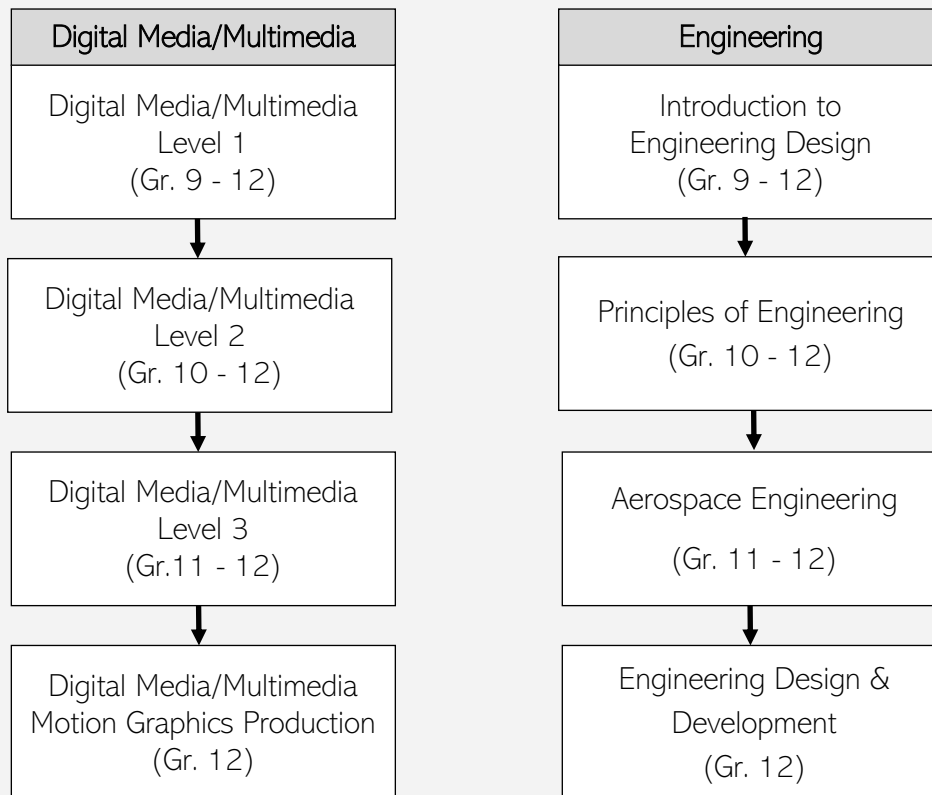 Digital Media/Multimedia
Digital Media/Multimedia
Level 1
(Gr. 9 - 12)
Digital Media/Multimedia
Level 2
(Gr. 10 - 12)
Digital Media/Multimedia
Level 3
(Gr.11 - 12)
Digital Media/Multimedia
Motion Graphics Production
(Gr. 12)
Engineering
Introduction to
Engineering Design
(Gr. 9 - 12)
Principles of Engineering
(Gr. 10 - 12)
Aerospace Engineering
(Gr. 11 - 12)
Engineering Design &
Development
(Gr. 12)